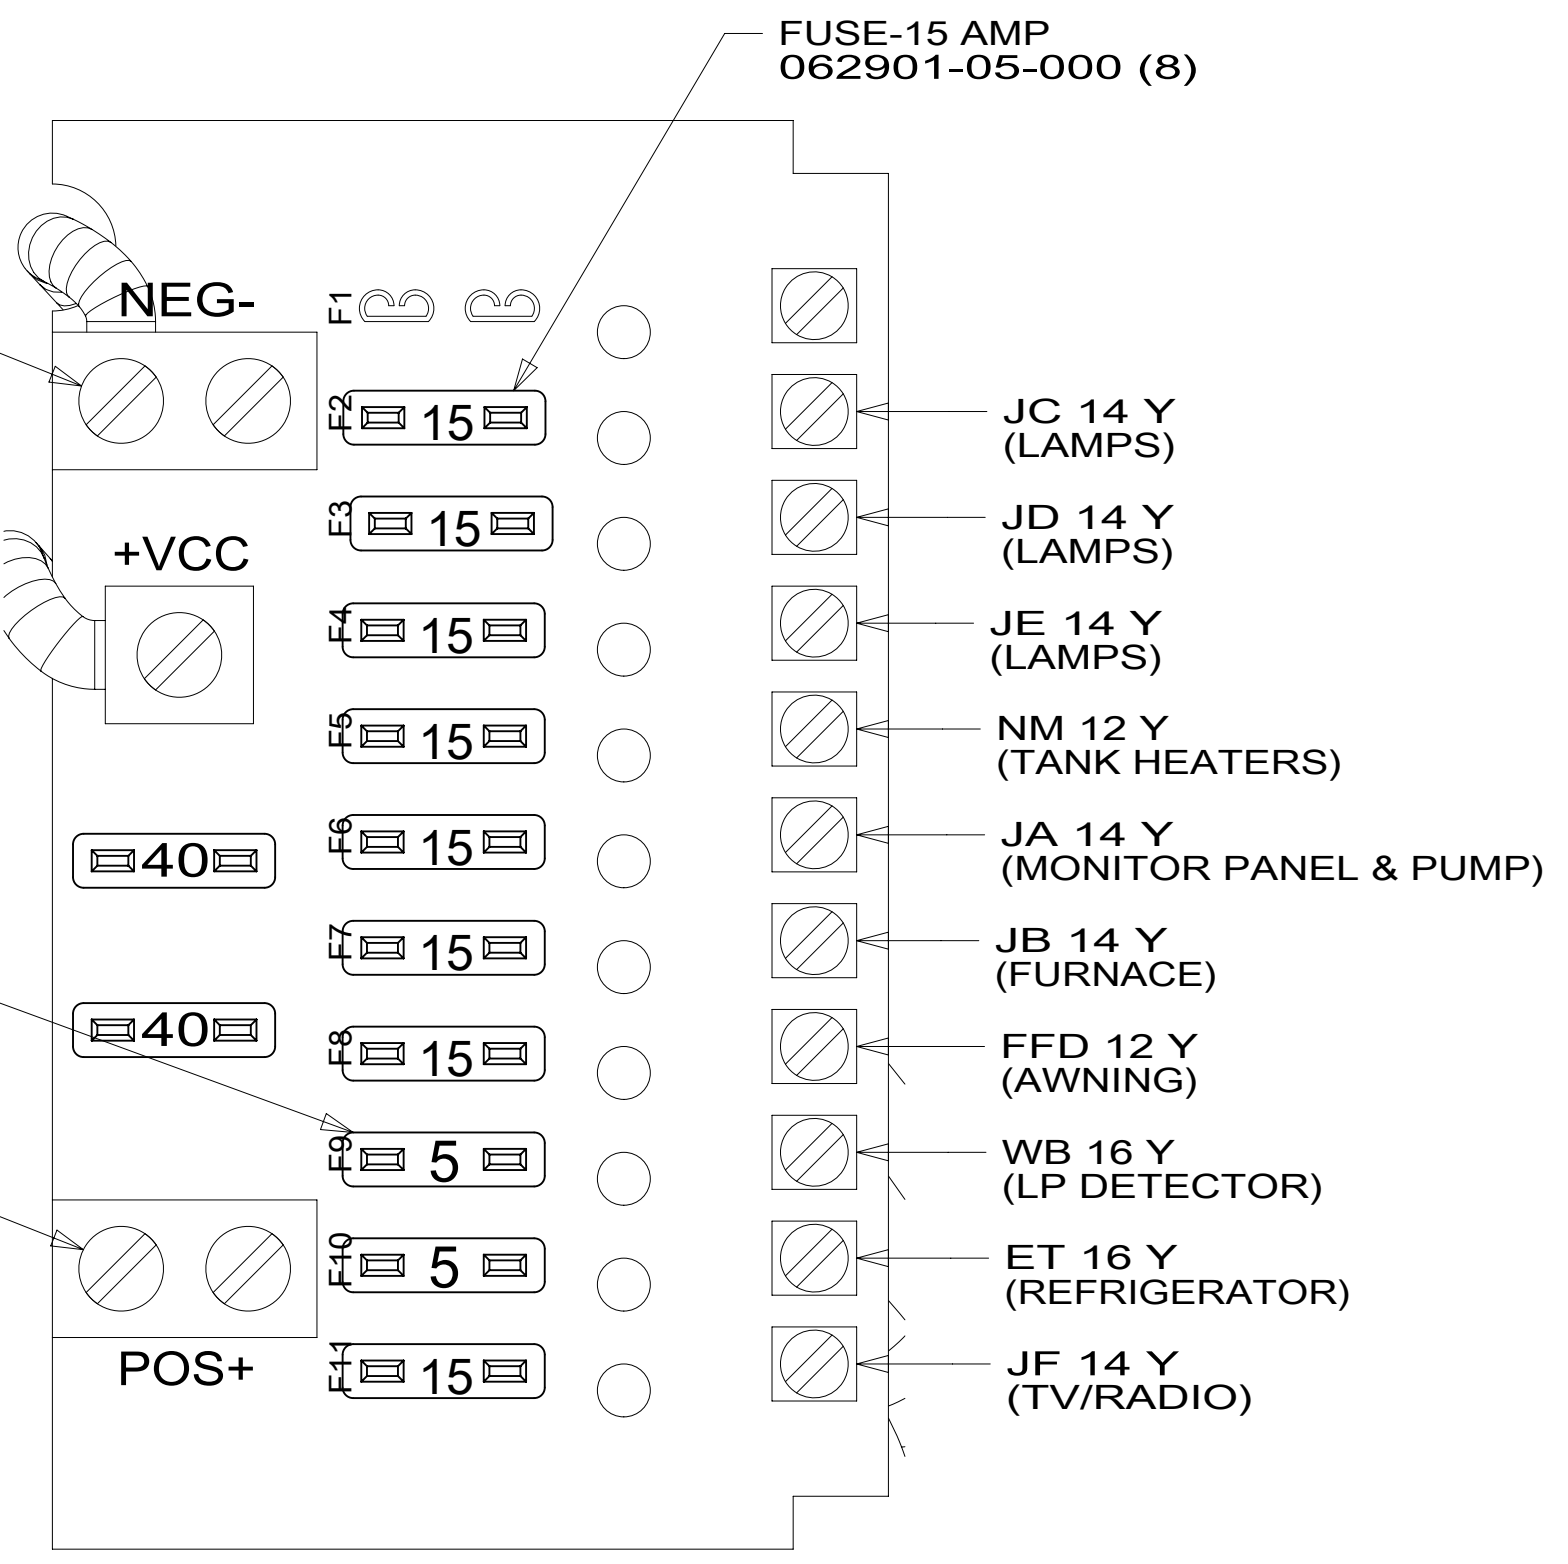 FUSE-15 AMP
062901-05-000 (8)
NEG-
F1
F2
15
JC 14 Y
(LAMPS)
+VCC
F3
15
JD 14 Y
(LAMPS)
F4
15
JE 14 Y
(LAMPS)
F5
15
NM 12 Y
(TANK HEATERS)
40
F6
15
JA 14 Y
(MONITOR PANEL & PUMP)
F7
15
JB 14 Y
(FURNACE)
40
F8
15
FFD 12 Y
(AWNING)
F9
5
WB 16 Y
(LP DETECTOR)
F10
5
ET 16 Y
(REFRIGERATOR)
POS+
F11
15
JF 14 Y
(TV/RADIO)